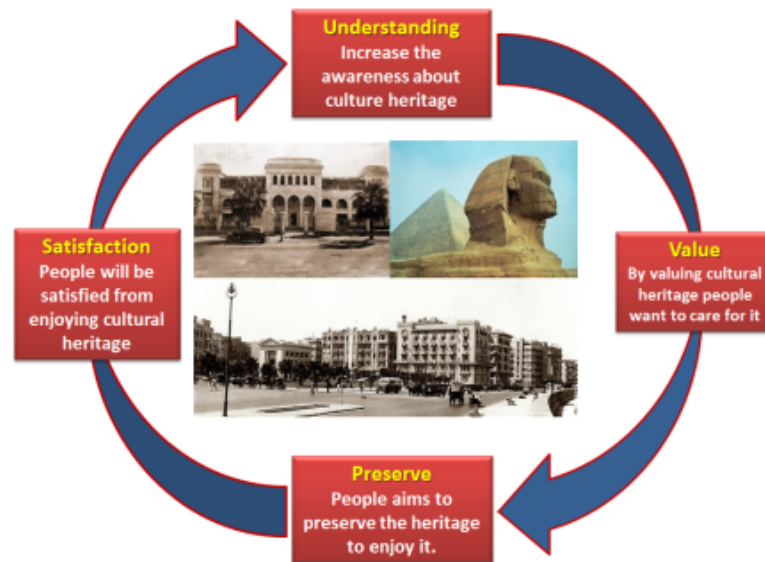 Understanding
Increase the
awareness about
culture heritage
Value
By valuing cultural
heritage people
want to care for it
Preserve
People aims to
preserve the heritage
to enjoy it.
Satisfaction
People will be
satisfied from
enjoying cultural
heritage